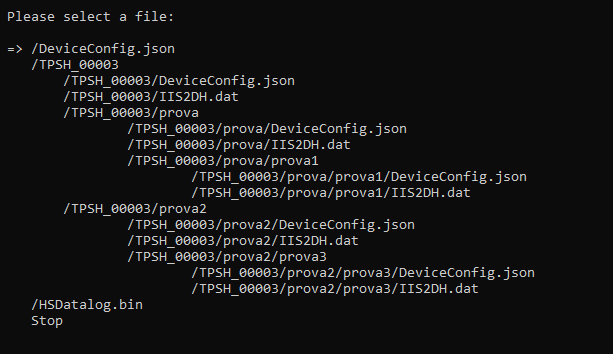 Please select a file:
=> /DeviceConfig.json
/TPSH_00003
/TPSH_00003/DeviceConfig.json
/TPSH_00003/IIS2DH.dat
/TPSH_00003/prova
/TPSH_00003/prova/DeviceConfig.json
/TPSH_00003/prova/IIS2DH.dat
/TPSH_00003/prova/prova1
/TPSH_00003/prova/prova1/DeviceConfig.json
/TPSH_00003/prova/prova1/IIS2DH.dat
/TPSH_00003/prova2
/TPSH_00003/prova2/DeviceConfig.json
/TPSH_00003/prova2/IIS2DH.dat
/TPSH_00003/prova2/prova3
/TPSH_00003/prova2/prova3/DeviceConfig.json
/TPSH_00003/prova2/prova3/IIS2DH.dat
/HSDatalog.bin
Stop